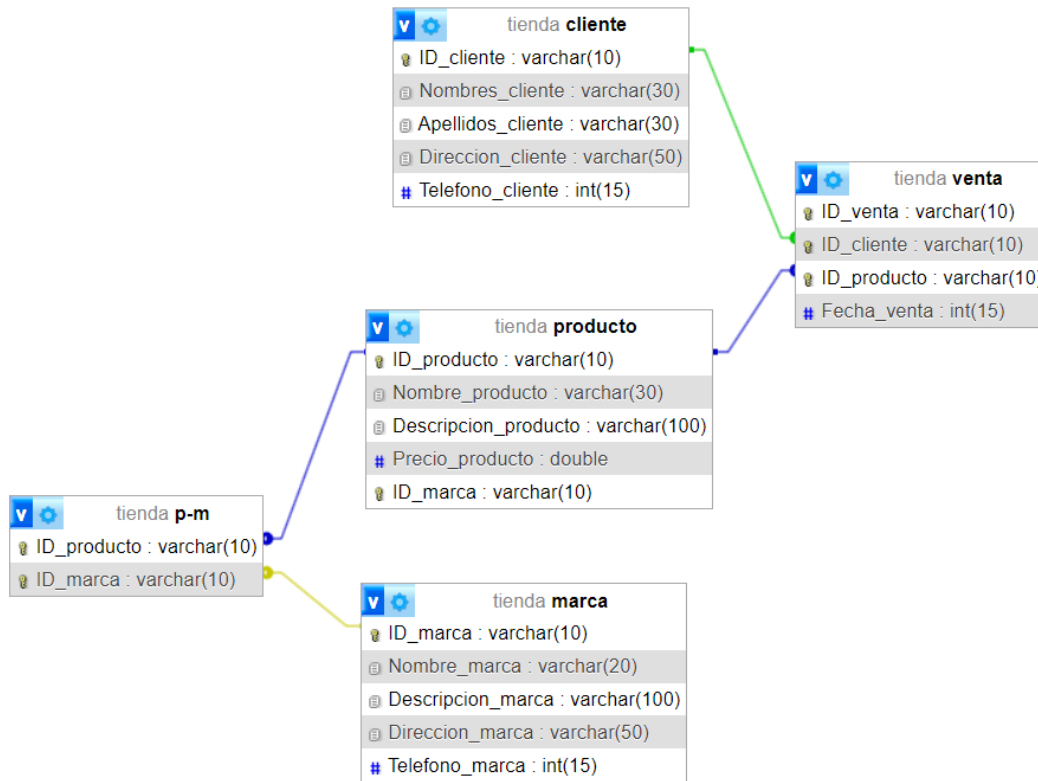 v tienda cliente
ID_cliente : varchar(10)
Nombres_cliente : varchar(30)
Apellidos_cliente : varchar(30)
Direccion_cliente : varchar(50)
# Telefono_cliente : int(15)
v tienda venta
ID_venta : varchar(10)
ID_cliente : varchar(10)
ID_producto : varchar(10)
# Fecha_venta : int(15)
v tienda producto
ID_producto : varchar(10)
Nombre_producto : varchar(30)
Descripcion_producto : varchar(100)
# Precio_producto : double
ID_marca : varchar(10)
v tienda p-m
ID_producto : varchar(10)
ID_marca : varchar(10)
v tienda marca
ID_marca : varchar(10)
Nombre_marca : varchar(20)
Descripcion_marca : varchar(100)
Direccion_marca : varchar(50)
# Telefono_marca : int(15)